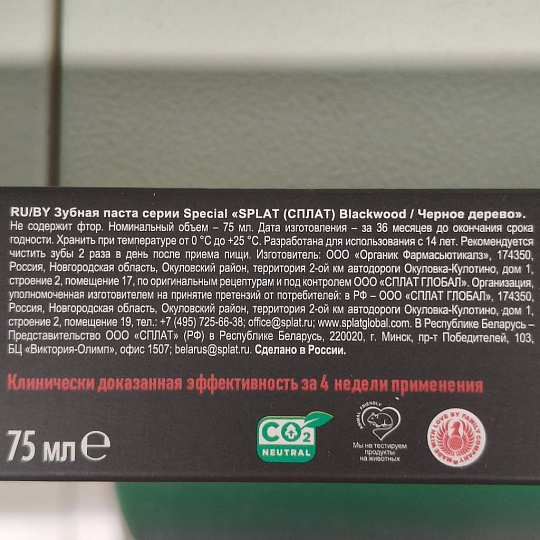 RU/BY Зубная паста серии Special «SPLAT (СПЛАТ) Blackwood / Черное дерево».
Не содержит фтор. Номинальный объем – 75 мл. Дата изготовления – за 36 месяцев до окончания срока
годности. Хранить при температуре от 0 °С до +25 °С. Разработана для использования с 14 лет. Рекомендуется
чистить зубы 2 раза в день после приема пищи. Изготовитель: ООО «Органик Фармасьютикалз», 174350,
Россия, Новгородская область, Окуловский район, территория 2-ой км автодороги Окуловка-Кулотино, дом 1,
строение 2, помещение 17, по оригинальным рецептурам и под контролем ООО «СПЛАТ ГЛОБАЛ». Организация,
уполномоченная изготовителем на принятие претензий от потребителей: в РФ – ООО «СПЛАТ ГЛОБАЛ», 174350,
Россия, Новгородская область, Окуловский район, территория 2-ой км автодороги Окуловка-Кулотино, дом 1,
строение 2, помещение 19, тел.: +7 (495) 725-66-38; office@splat.ru; www.splatglobal.com. В Республике Беларусь –
Представительство ООО «СПЛАТ» (РФ) в Республике Беларусь, 220020, г. Минск, пр-т Победителей, 103,
БЦ «Виктория-Олимп», офис 1507; belarus@splat.ru. Сделано в России.
Клинически доказанная эффективность за 4 недели применения
75 мл ℮
CO2
NEUTRAL
ANIMAL FRIENDLY
Мы не тестируем
продукты
на животных
MADE WITH LOVE BY FAMILY COMPANY